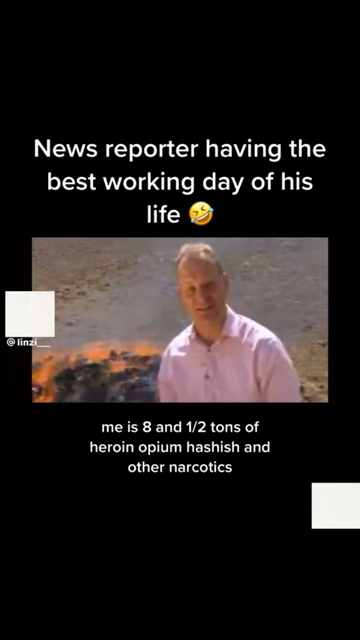 News reporter having the
best working day of his
life 🤣
@linzi__
me is 8 and 1/2 tons of
heroin opium hashish and
other narcotics